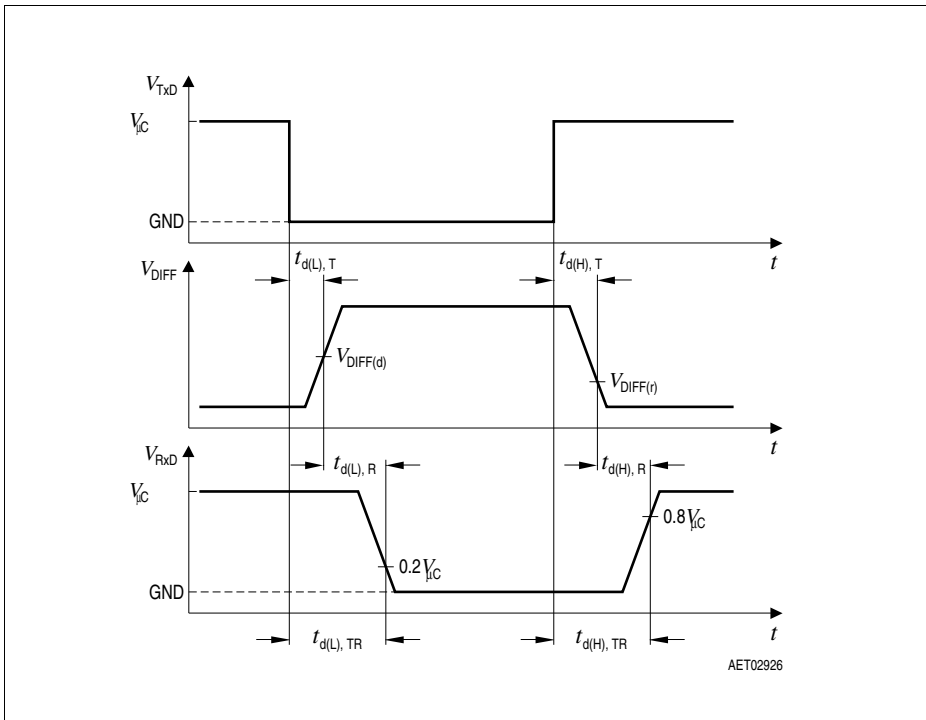 V_TxD
V_µC
GND
t_d(L), T
t_d(H), T
t
V_DIFF
V_DIFF(d)
V_DIFF(r)
t
V_RxD
t_d(L), R
t_d(H), R
V_µC
0.8V_µC
0.2V_µC
GND
t_d(L), TR
t_d(H), TR
t
AET02926